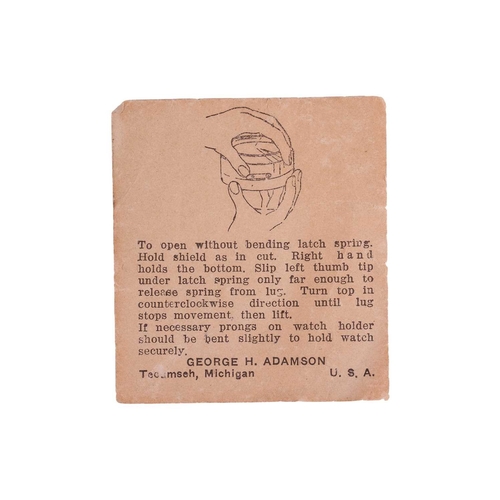 To open without bending latch spring.
Hold shield as in cut. Right hand
holds the bottom. Slip left thumb tip
under latch spring only far enough to
release spring from lug. Turn top in
counterclockwise direction until lug
stops movement, then lift.
If necessary prongs on watch holder
should be bent slightly to hold watch
securely.
GEORGE H. ADAMSON
Tecumseh, Michigan U. S. A.